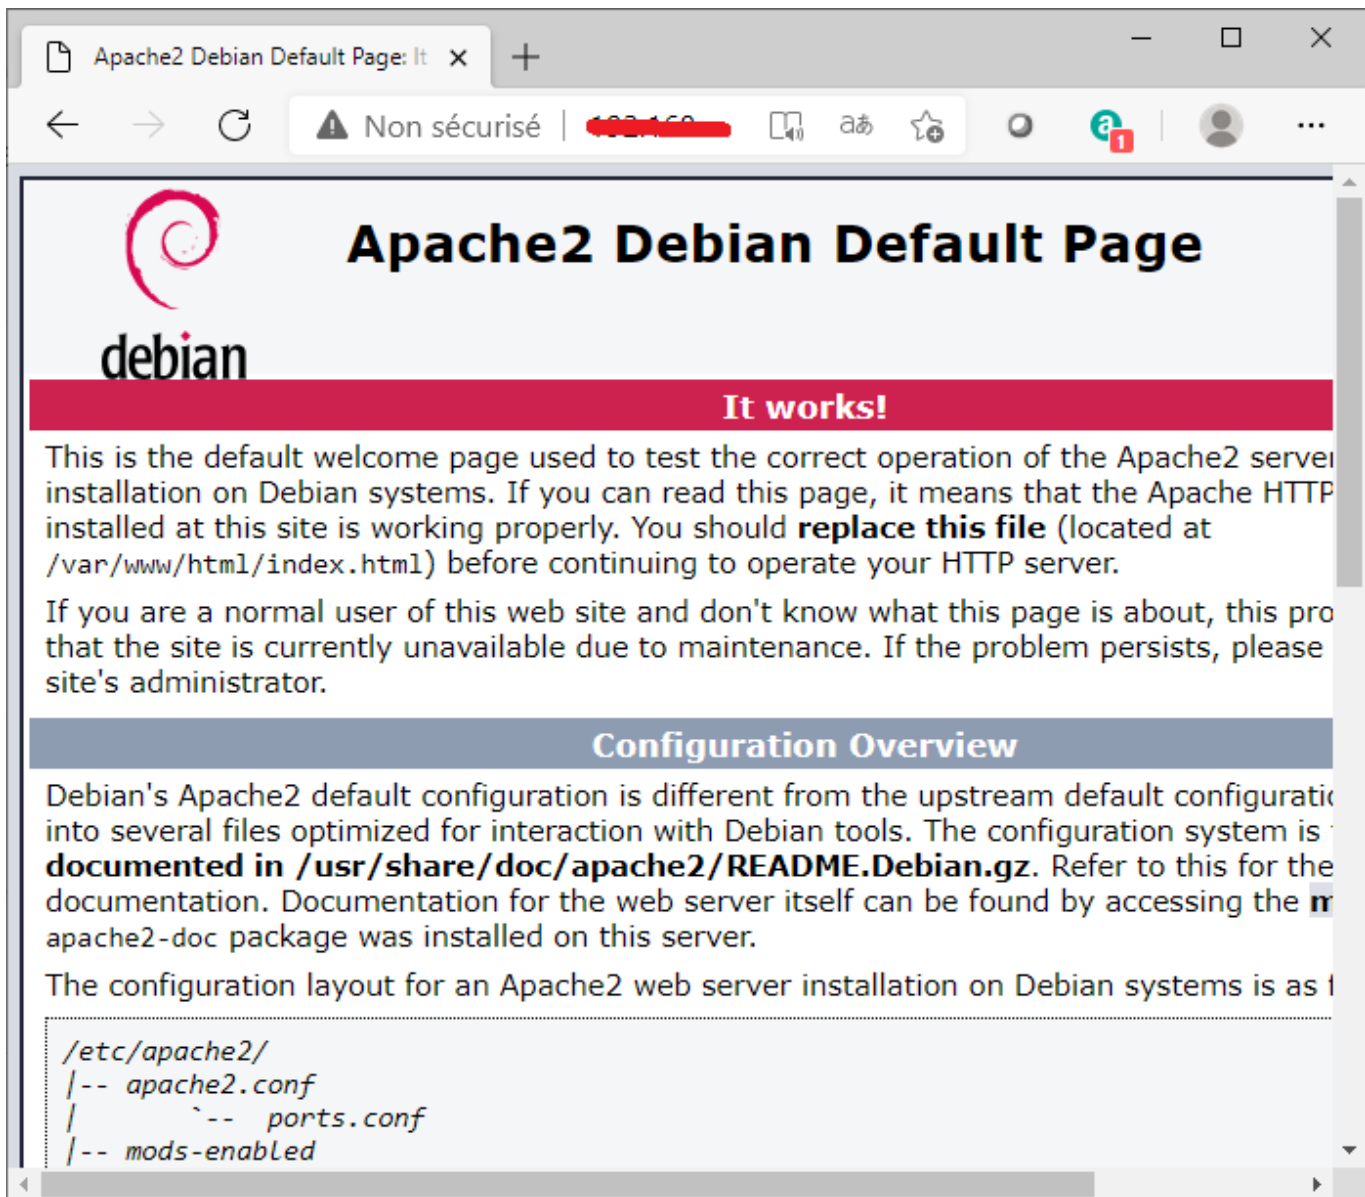 Apache2 Debian Default Page: It
Non sécurisé
aあ
a
1
debian
Apache2 Debian Default Page
It works!
This is the default welcome page used to test the correct operation of the Apache2 server
installation on Debian systems. If you can read this page, it means that the Apache HTTP
installed at this site is working properly. You should replace this file (located at
/var/www/html/index.html) before continuing to operate your HTTP server.
If you are a normal user of this web site and don't know what this page is about, this pro
that the site is currently unavailable due to maintenance. If the problem persists, please
site's administrator.
Configuration Overview
Debian's Apache2 default configuration is different from the upstream default configuratio
into several files optimized for interaction with Debian tools. The configuration system is
documented in /usr/share/doc/apache2/README.Debian.gz. Refer to this for the
documentation. Documentation for the web server itself can be found by accessing the m
apache2-doc package was installed on this server.
The configuration layout for an Apache2 web server installation on Debian systems is as f
/etc/apache2/
|-- apache2.conf
|       `--  ports.conf
|-- mods-enabled